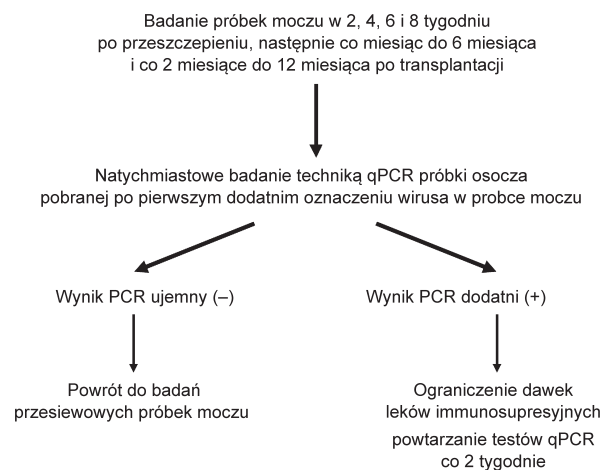 Badanie próbek moczu w 2, 4, 6 i 8 tygodniu
po przeszczepieniu, następnie co miesiąc do 6 miesiąca
i co 2 miesiące do 12 miesiąca po transplantacji
Natychmiastowe badanie techniką qPCR próbki osocza
pobranej po pierwszym dodatnim oznaczeniu wirusa w probce moczu
Wynik PCR ujemny (–)
Wynik PCR dodatni (+)
Powrót do badań
przesiewowych próbek moczu
Ograniczenie dawek
leków immunosupresyjnych
powtarzanie testów qPCR
co 2 tygodnie